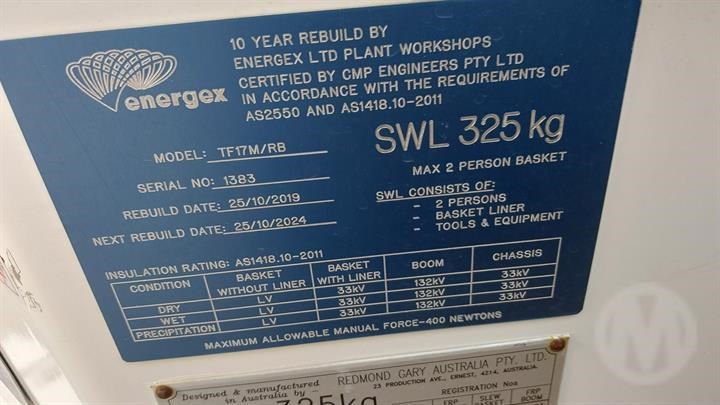 energex
10 YEAR REBUILD BY
ENERGEX LTD PLANT WORKSHOPS
CERTIFIED BY CMP ENGINEERS PTY LTD
IN ACCORDANCE WITH THE REQUIREMENTS OF
AS2550 AND AS1418.10-2011
MODEL: TF17M/RB
SERIAL NO: 1383
REBUILD DATE: 25/10/2019
NEXT REBUILD DATE: 25/10/2024
SWL 325 kg
MAX 2 PERSON BASKET
SWL CONSISTS OF:
- 2 PERSONS
- BASKET LINER
- TOOLS & EQUIPMENT
INSULATION RATING: AS1418.10-2011
CONDITION BASKET WITHOUT LINER BASKET WITH LINER BOOM CHASSIS
DRY LV 33kV 132kV 33kV
WET LV 33kV 132kV 33kV
PRECIPITATION LV 33kV 132kV 33kV
MAXIMUM ALLOWABLE MANUAL FORCE-400 NEWTONS
REDMOND GARY AUSTRALIA PTY. LTD.
23 PRODUCTION AVE., ERNEST, 4214, AUSTRALIA.
Designed & manufactured
in Australia by
REGISTRATION Nos
325kg
FRP SLEW FRP
BASKET BOOM
M